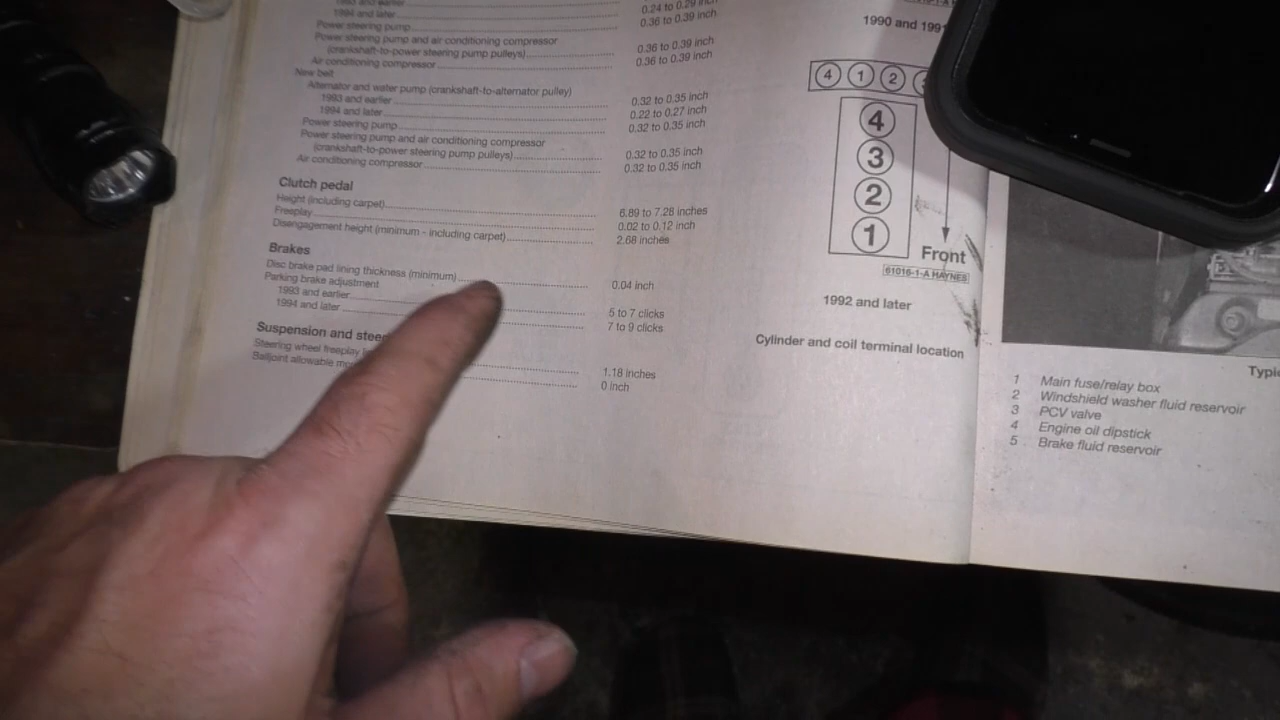 1993 and earlier
0.24 to 0.29 inch
1994 and later
0.36 to 0.39 inch
Power steering pump
Power steering pump and air conditioning compressor
(crankshaft-to-power steering pump pulleys)
0.36 to 0.39 inch
Air conditioning compressor
0.36 to 0.39 inch
New belt
Alternator and water pump (crankshaft-to-alternator pulley)
1993 and earlier
0.32 to 0.35 inch
1994 and later
0.22 to 0.27 inch
Power steering pump
0.32 to 0.35 inch
Power steering pump and air conditioning compressor
(crankshaft-to-power steering pump pulleys)
0.32 to 0.35 inch
Air conditioning compressor
0.32 to 0.35 inch
Clutch pedal
Height (including carpet)
6.89 to 7.28 inches
Freeplay
0.02 to 0.12 inch
Disengagement height (minimum - including carpet)
2.68 inches
Brakes
Disc brake pad lining thickness (minimum)
0.04 inch
Parking brake adjustment
1993 and earlier
5 to 7 clicks
1994 and later
7 to 9 clicks
Suspension and
Steering wheel freeplay
1.18 inches
Balljoint allowable
0 inch
1990 and
4 1 2
4
3
2
1
Front
61016-1-A HAYNES
1992 and later
Cylinder and coil terminal location
1 Main fuse/relay box
2 Windshield washer fluid reservoir
3 PCV valve
4 Engine oil dipstick
5 Brake fluid reservoir